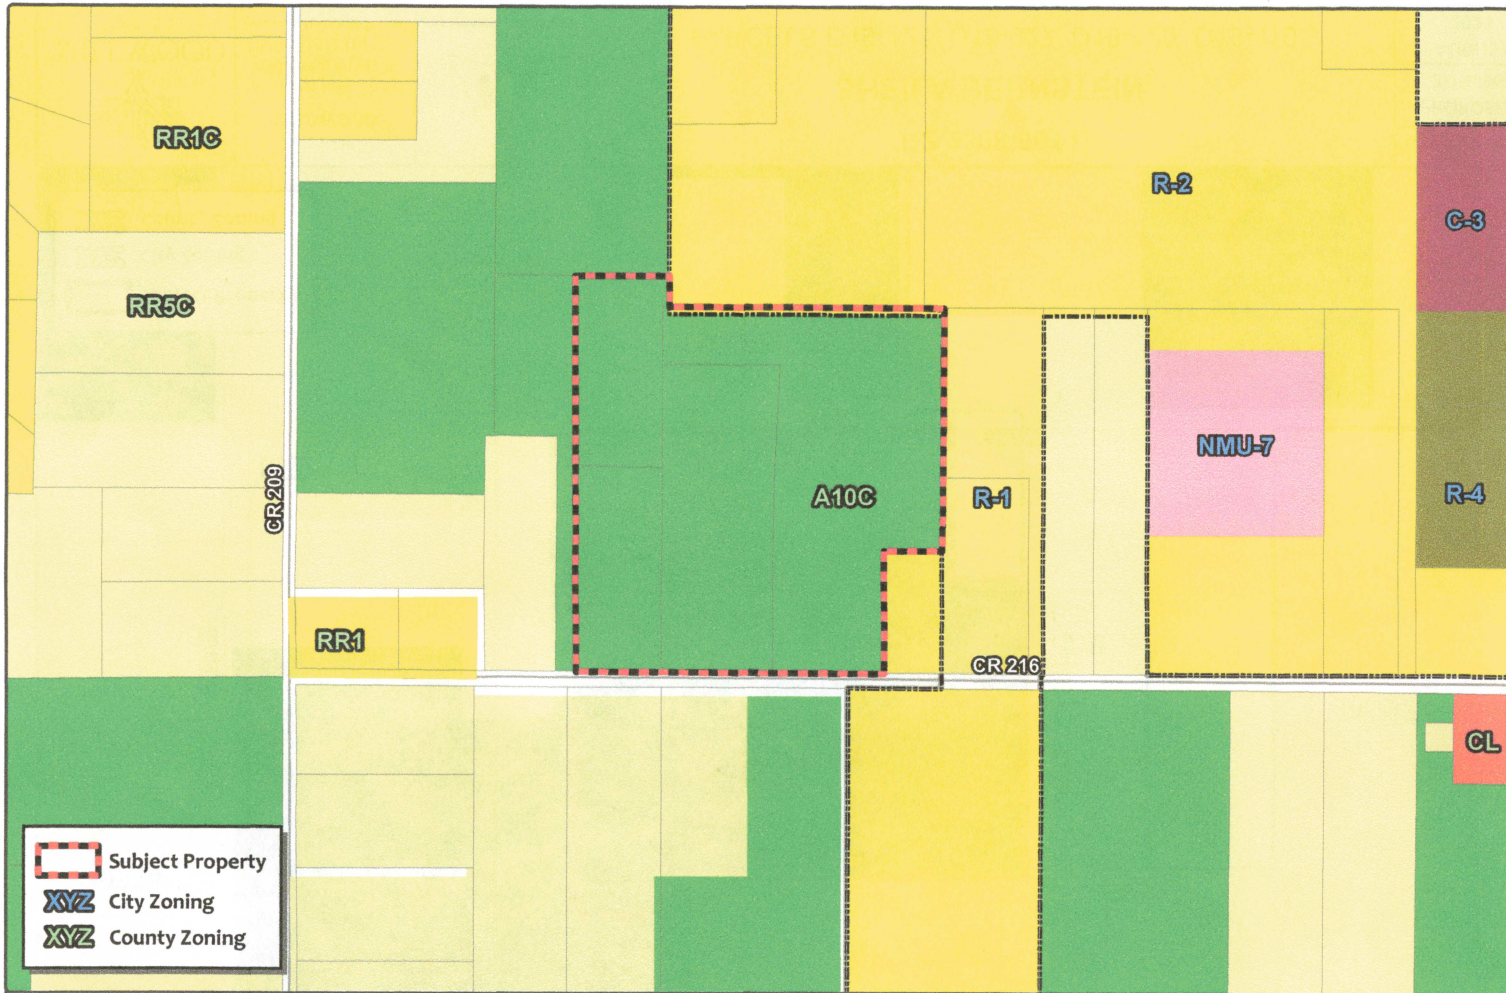 RR1C
R-2
C-3
RR5C
NMU-7
CR 209
A10C
R-1
R-4
RR1
CR 216
CL
Subject Property
XYZ City Zoning
XYZ County Zoning